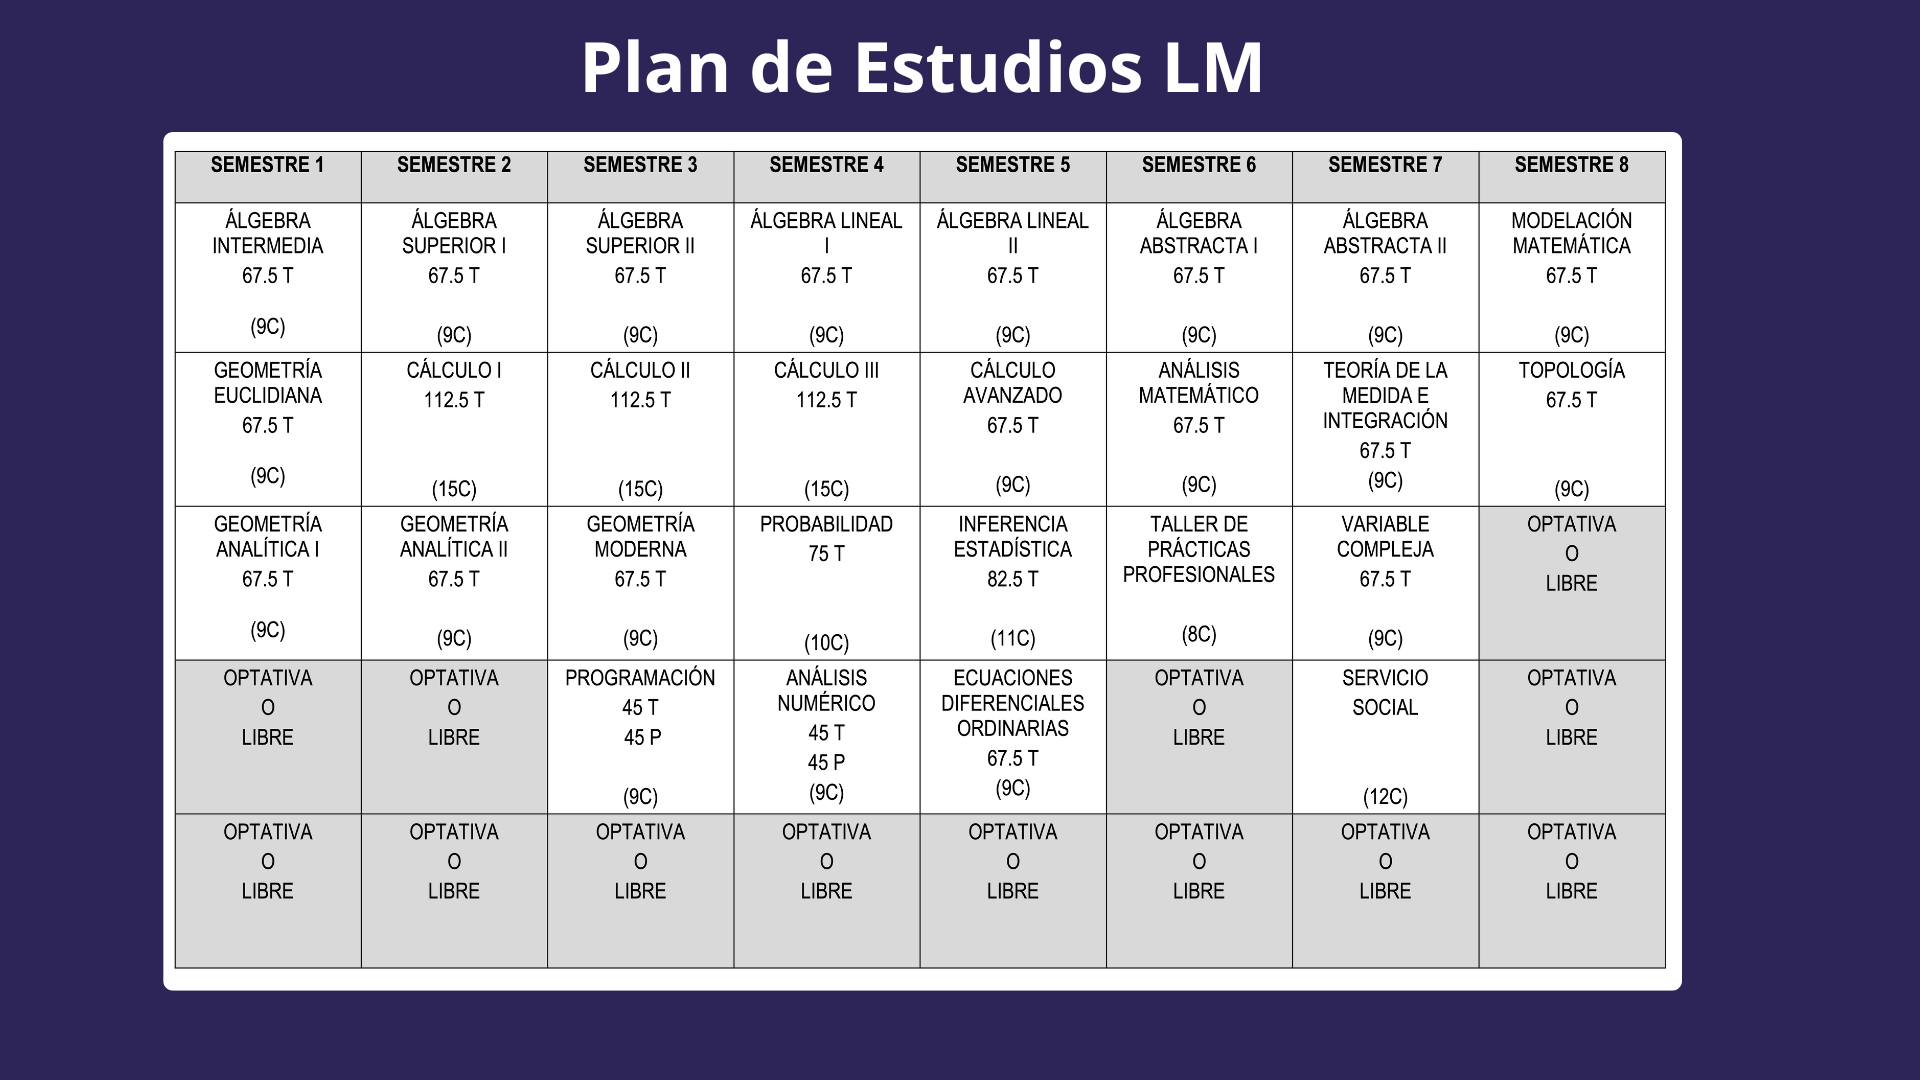 Plan de Estudios LM
SEMESTRE 1
SEMESTRE 2
SEMESTRE 3
SEMESTRE 4
SEMESTRE 5
SEMESTRE 6
SEMESTRE 7
SEMESTRE 8
ÁLGEBRA
INTERMEDIA
67.5 T
(9C)
ÁLGEBRA
SUPERIOR I
67.5 T
(9C)
ÁLGEBRA
SUPERIOR II
67.5 T
(9C)
ÁLGEBRA LINEAL
I
67.5 T
(9C)
ÁLGEBRA LINEAL
II
67.5 T
(9C)
ÁLGEBRA
ABSTRACTA I
67.5 T
(9C)
ÁLGEBRA
ABSTRACTA II
67.5 T
(9C)
MODELACIÓN
MATEMÁTICA
67.5 T
(9C)
GEOMETRÍA
EUCLIDIANA
67.5 T
(9C)
CÁLCULO I
112.5 T
(15C)
CÁLCULO II
112.5 T
(15C)
CÁLCULO III
112.5 T
(15C)
CÁLCULO
AVANZADO
67.5 T
(9C)
ANÁLISIS
MATEMÁTICO
67.5 T
(9C)
TEORÍA DE LA
MEDIDA E
INTEGRACIÓN
67.5 T
(9C)
TOPOLOGÍA
67.5 T
(9C)
GEOMETRÍA
ANALÍTICA I
67.5 T
(9C)
GEOMETRÍA
ANALÍTICA II
67.5 T
(9C)
GEOMETRÍA
MODERNA
67.5 T
(9C)
PROBABILIDAD
75 T
(10C)
INFERENCIA
ESTADÍSTICA
82.5 T
(11C)
TALLER DE
PRÁCTICAS
PROFESIONALES
(8C)
VARIABLE
COMPLEJA
67.5 T
(9C)
OPTATIVA
O
LIBRE
OPTATIVA
O
LIBRE
OPTATIVA
O
LIBRE
PROGRAMACIÓN
45 T
45 P
(9C)
ANÁLISIS
NUMÉRICO
45 T
45 P
(9C)
ECUACIONES
DIFERENCIALES
ORDINARIAS
67.5 T
(9C)
OPTATIVA
O
LIBRE
SERVICIO
SOCIAL
(12C)
OPTATIVA
O
LIBRE
OPTATIVA
O
LIBRE
OPTATIVA
O
LIBRE
OPTATIVA
O
LIBRE
OPTATIVA
O
LIBRE
OPTATIVA
O
LIBRE
OPTATIVA
O
LIBRE
OPTATIVA
O
LIBRE
OPTATIVA
O
LIBRE